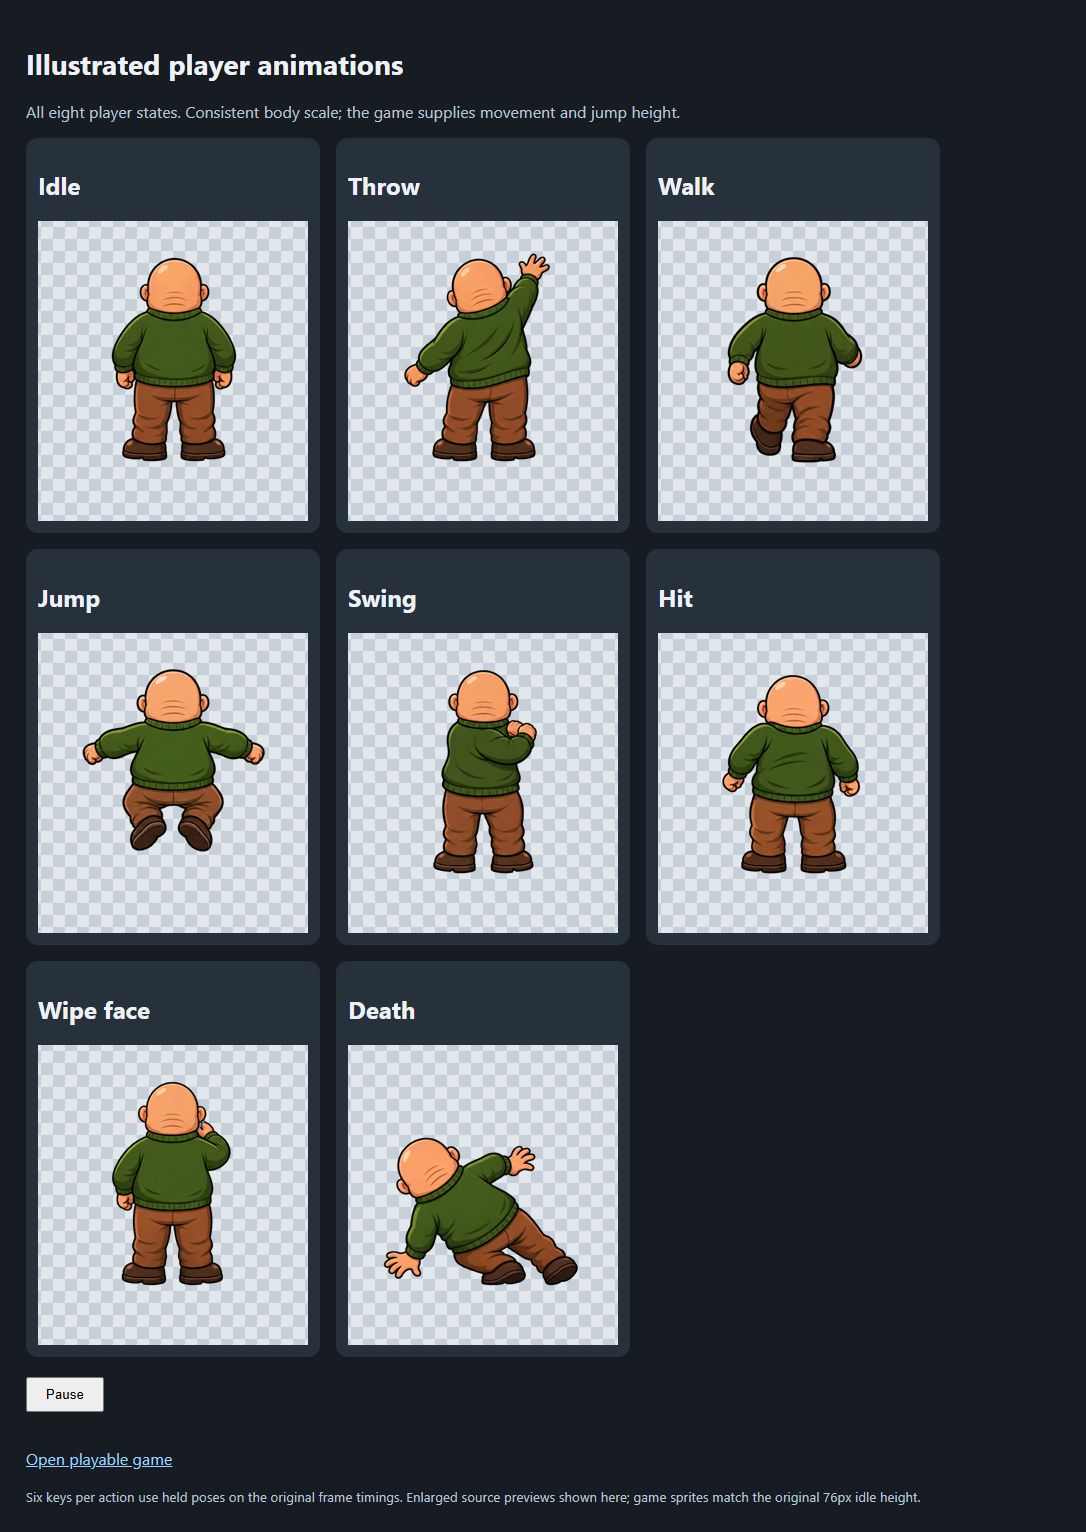 Illustrated player animations
All eight player states. Consistent body scale; the game supplies movement and jump height.
Idle
Throw
Walk
Jump
Swing
Hit
Wipe face
Death
Pause
Open playable game
Six keys per action use held poses on the original frame timings. Enlarged source previews shown here; game sprites match the original 76px idle height.